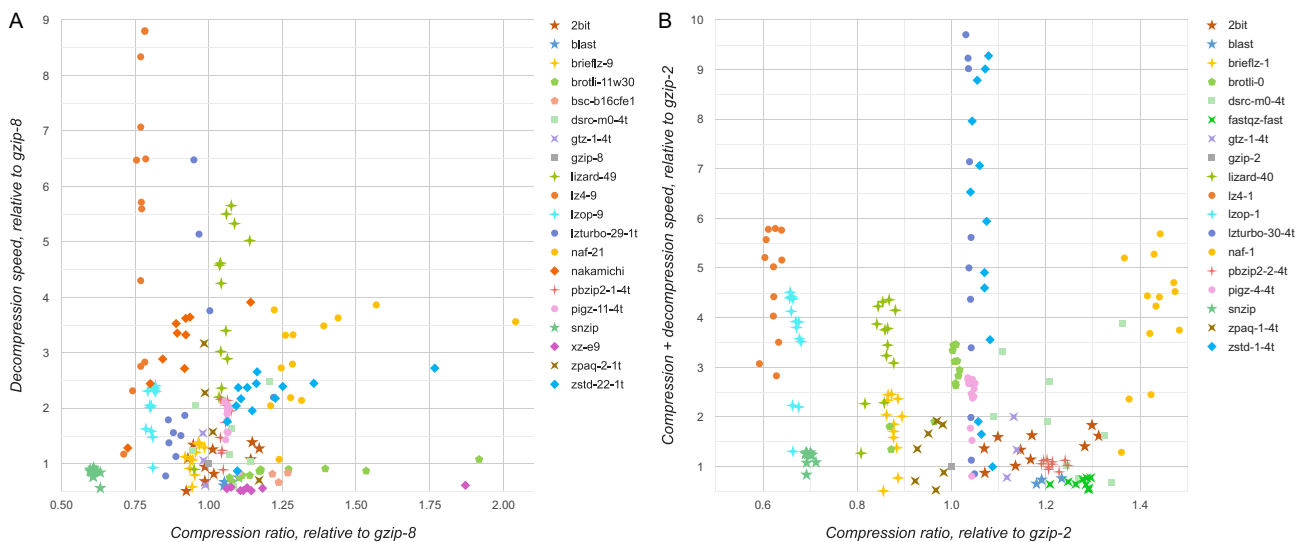 A
Decompression speed, relative to gzip-8
9
8
7
6
5
4
3
2
1
0.50
0.75
1.00
1.25
1.50
1.75
2.00
Compression ratio, relative to gzip-8
2bit
blast
brieflz-9
brotli-11w30
bsc-b16cfe1
dsrc-m0-4t
gtz-1-4t
gzip-8
lizard-49
lz4-9
lzop-9
lzturbo-29-1t
naf-21
nakamichi
pbzip2-1-4t
pigz-11-4t
snzip
xz-e9
zpaq-2-1t
zstd-22-1t
B
Compression + decompression speed, relative to gzip-2
10
9
8
7
6
5
4
3
2
1
0.6
0.8
1.0
1.2
1.4
Compression ratio, relative to gzip-2
2bit
blast
brieflz-1
brotli-0
dsrc-m0-4t
fastqz-fast
gtz-1-4t
gzip-2
lizard-40
lz4-1
lzop-1
lzturbo-30-4t
naf-1
pbzip2-2-4t
pigz-4-4t
snzip
zpaq-1-4t
zstd-1-4t